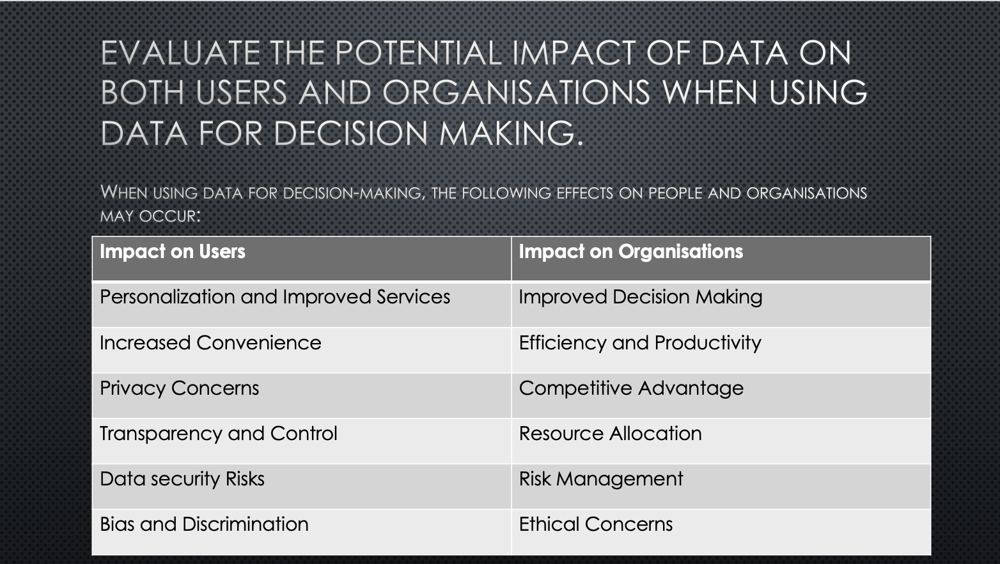 EVALUATE THE POTENTIAL IMPACT OF DATA ON
BOTH USERS AND ORGANISATIONS WHEN USING
DATA FOR DECISION MAKING.
WHEN USING DATA FOR DECISION-MAKING, THE FOLLOWING EFFECTS ON PEOPLE AND ORGANISATIONS
MAY OCCUR:
Impact on Users
Impact on Organisations
Personalization and Improved Services
Improved Decision Making
Increased Convenience
Efficiency and Productivity
Privacy Concerns
Competitive Advantage
Transparency and Control
Resource Allocation
Data security Risks
Risk Management
Bias and Discrimination
Ethical Concerns